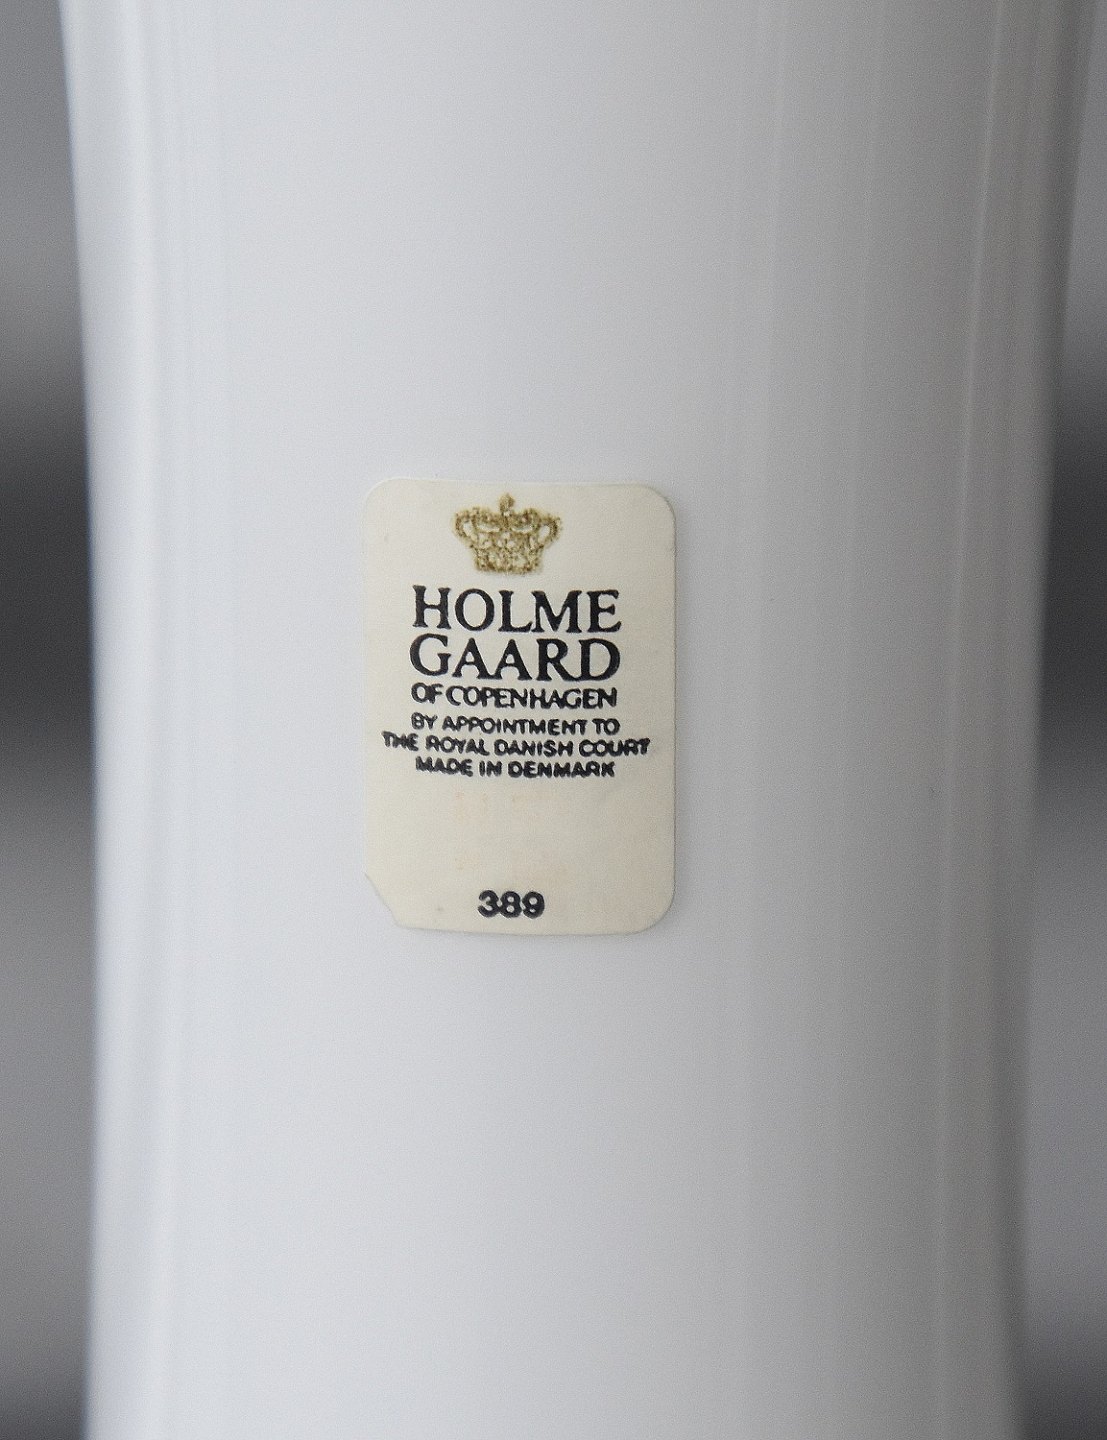 HOLME
GAARD
OF COPENHAGEN
BY APPOINTMENT TO
THE ROYAL DANISH COURT
MADE IN DENMARK
389